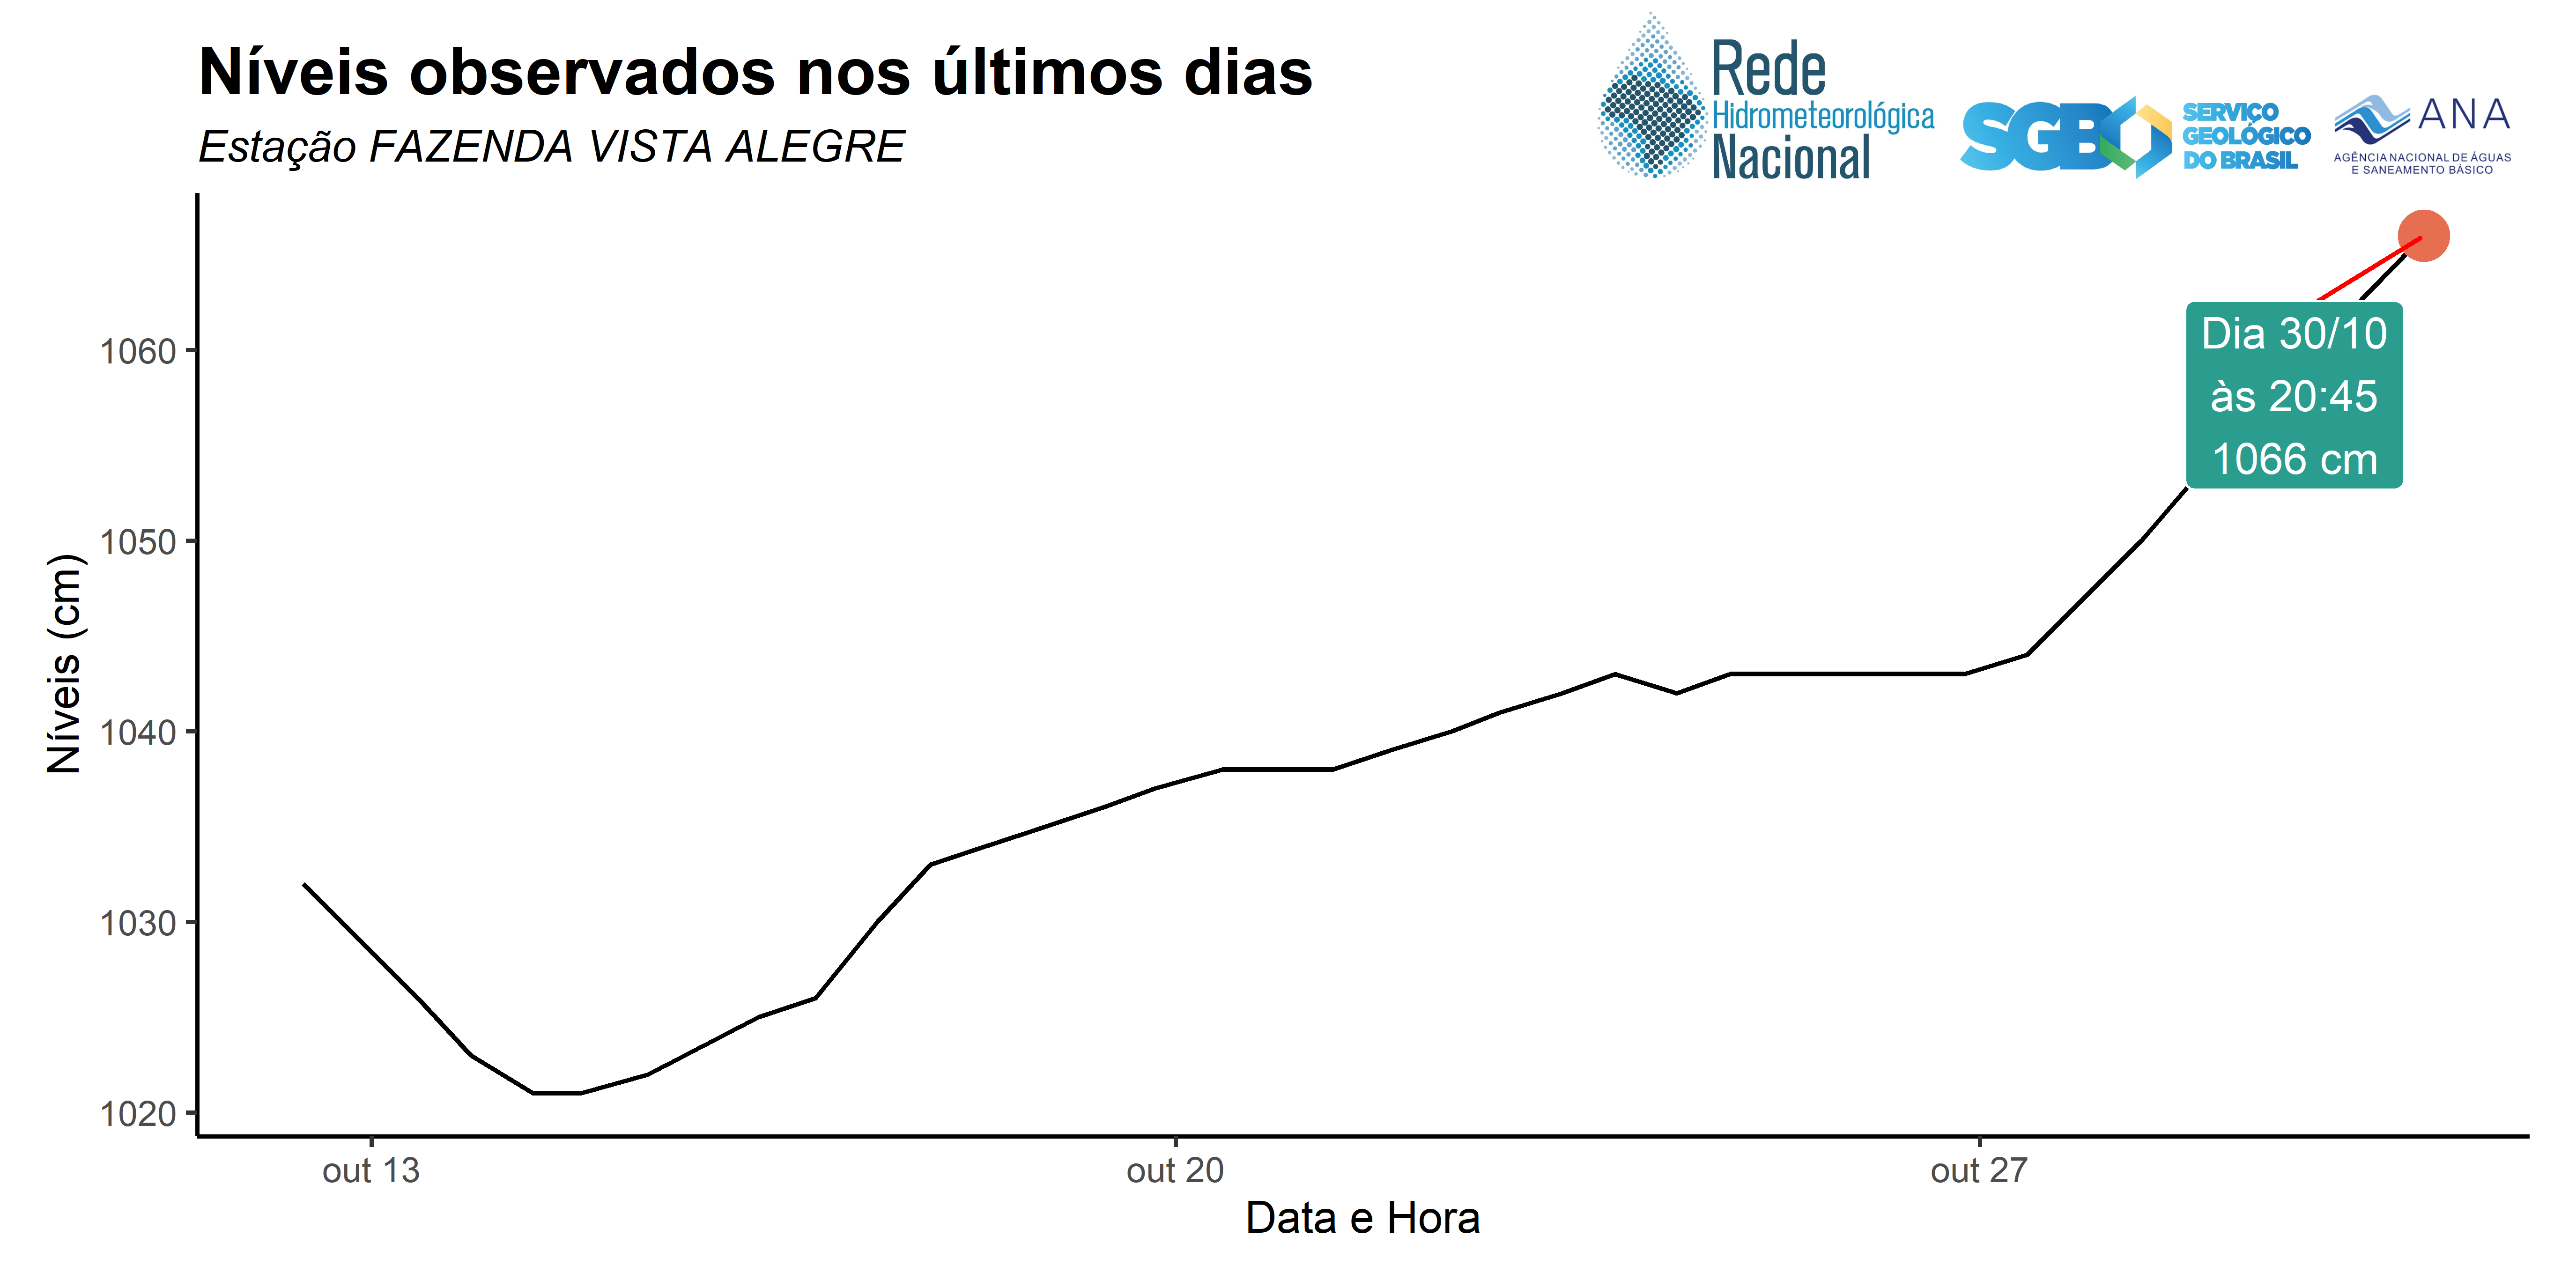 Níveis observados nos últimos dias
Estação FAZENDA VISTA ALEGRE
Rede
Hidrometeorológica
Nacional
SGB
SERVIÇO
GEOLÓGICO
DO BRASIL
ANA
AGÊNCIA NACIONAL DE ÁGUAS
E SANEAMENTO BÁSICO
Dia 30/10
às 20:45
1066 cm
Níveis (cm)
1060
1050
1040
1030
1020
out 13
out 20
out 27
Data e Hora